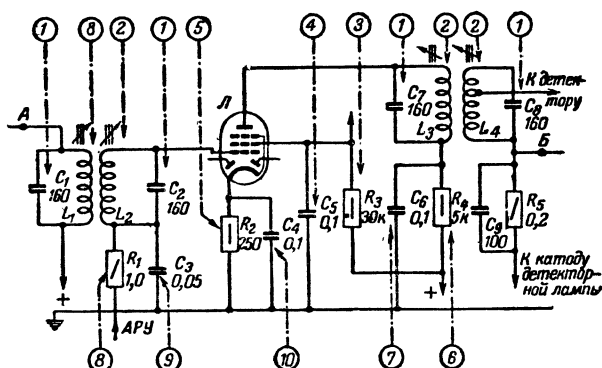 1 8 2 1 5 4 3 1 2 2 1
А
Л
К детек-
тору
C1
160
L1
L2
C2
160
C7
160
L3
L4
C8
160
Б
R1
1,0
C3
0,05
R2
250
C4
0,1
C5
0,1
R3
30к
C6
0,1
R4
5к
C9
100
R5
0,2
+
АРУ
+
К катоду
детектор-
ной лампы
8 9 10 7 6